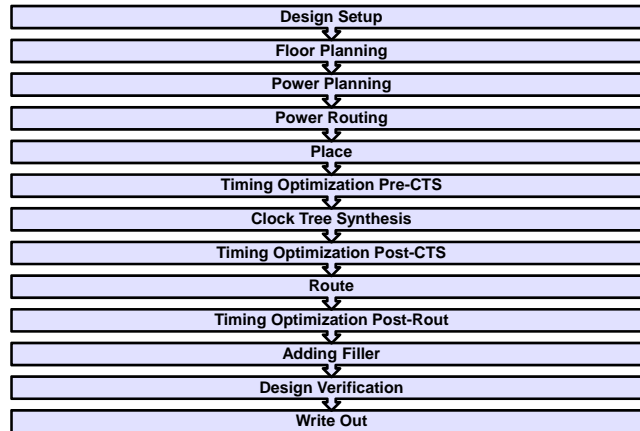 Design Setup
Floor Planning
Power Planning
Power Routing
Place
Timing Optimization Pre-CTS
Clock Tree Synthesis
Timing Optimization Post-CTS
Route
Timing Optimization Post-Rout
Adding Filler
Design Verification
Write Out